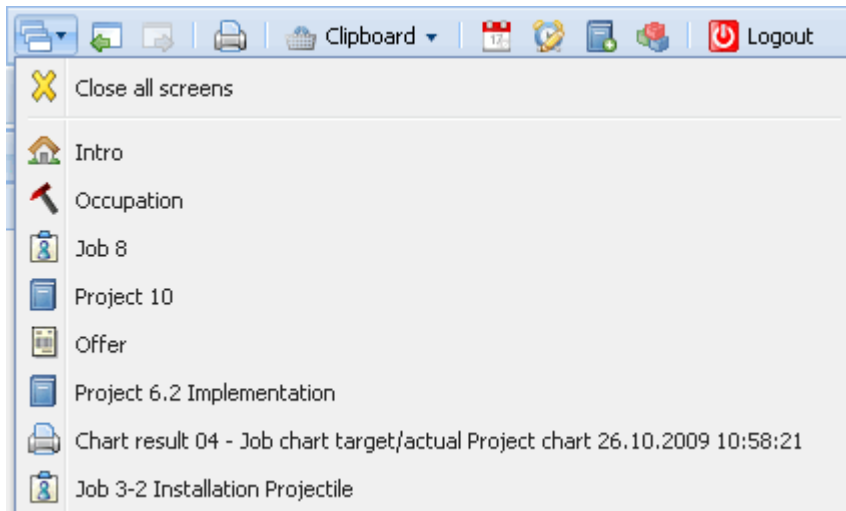 Clipboard
17
Logout
Close all screens
Intro
Occupation
Job 8
Project 10
Offer
Project 6.2 Implementation
Chart result 04 - Job chart target/actual Project chart 26.10.2009 10:58:21
Job 3-2 Installation Projectile